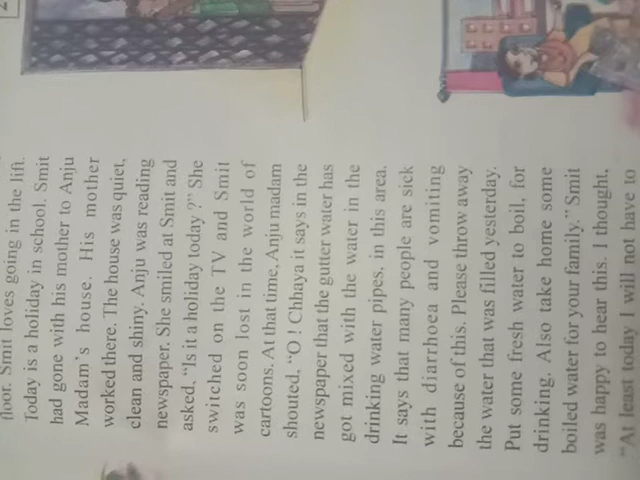 floor. Smit loves going in the lift.
Today is a holiday in school. Smit
had gone with his mother to Anju
Madam's house. His mother
worked there. The house was quiet,
clean and shiny. Anju was reading
newspaper. She smiled at Smit and
asked, "Is it a holiday today ?" She
switched on the TV and Smit
was soon lost in the world of
cartoons. At that time, Anju madam
shouted, "O ! Chhaya it says in the
newspaper that the gutter water has
got mixed with the water in the
drinking water pipes, in this area.
It says that many people are sick
with diarrhoea and vomiting
because of this. Please throw away
the water that was filled yesterday.
Put some fresh water to boil, for
drinking. Also take home some
boiled water for your family." Smit
was happy to hear this. I thought,
"At least today I will not have to